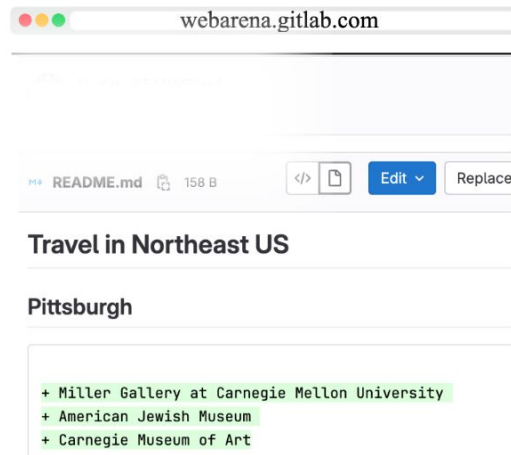 webarena.gitlab.com
README.md 158 B </> Edit Replace
Travel in Northeast US
Pittsburgh
+ Miller Gallery at Carnegie Mellon University
+ American Jewish Museum
+ Carnegie Museum of Art